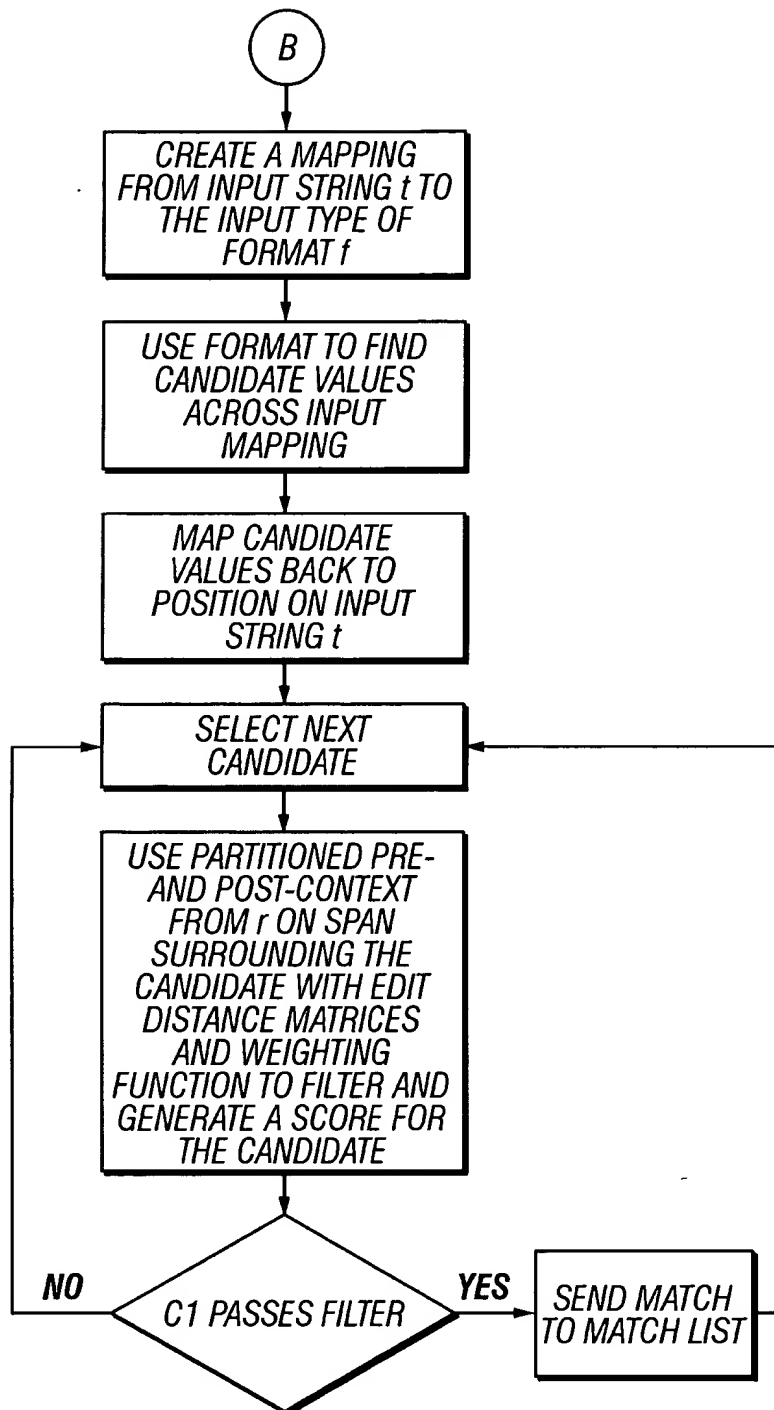 B
CREATE A MAPPING
FROM INPUT STRING t TO
THE INPUT TYPE OF
FORMAT f
USE FORMAT TO FIND
CANDIDATE VALUES
ACROSS INPUT
MAPPING
MAP CANDIDATE
VALUES BACK TO
POSITION ON INPUT
STRING t
SELECT NEXT
CANDIDATE
USE PARTITIONED PRE-
AND POST-CONTEXT
FROM r ON SPAN
SURROUNDING THE
CANDIDATE WITH EDIT
DISTANCE MATRICES
AND WEIGHTING
FUNCTION TO FILTER AND
GENERATE A SCORE FOR
THE CANDIDATE
NO
C1 PASSES FILTER
YES
SEND MATCH
TO MATCH LIST